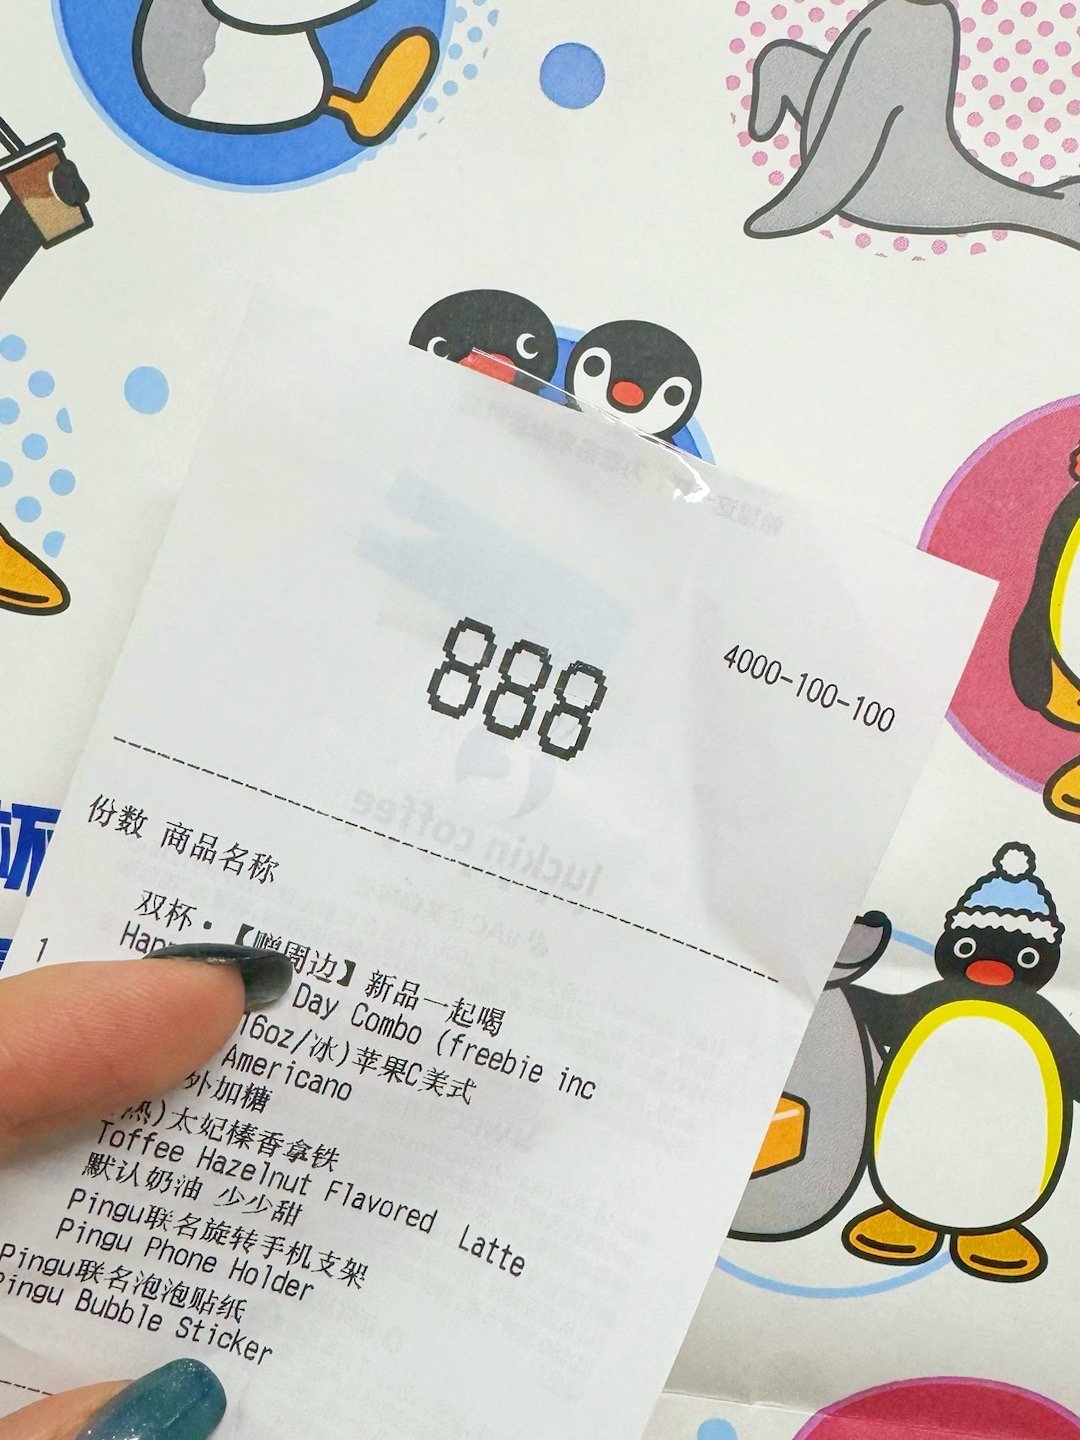 888
4000-100-100
份数 商品名称
双杯·【赠周边】新品一起喝
1
Day Combo (freebie inc
16oz/冰)苹果C美式
Americano
外加糖
热)太妃榛香拿铁
Toffee Hazelnut Flavored Latte
默认奶油 少少甜
Pingu联名旋转手机支架
Pingu Phone Holder
Pingu联名泡泡贴纸
Pingu Bubble Sticker
luckin coffee
杯